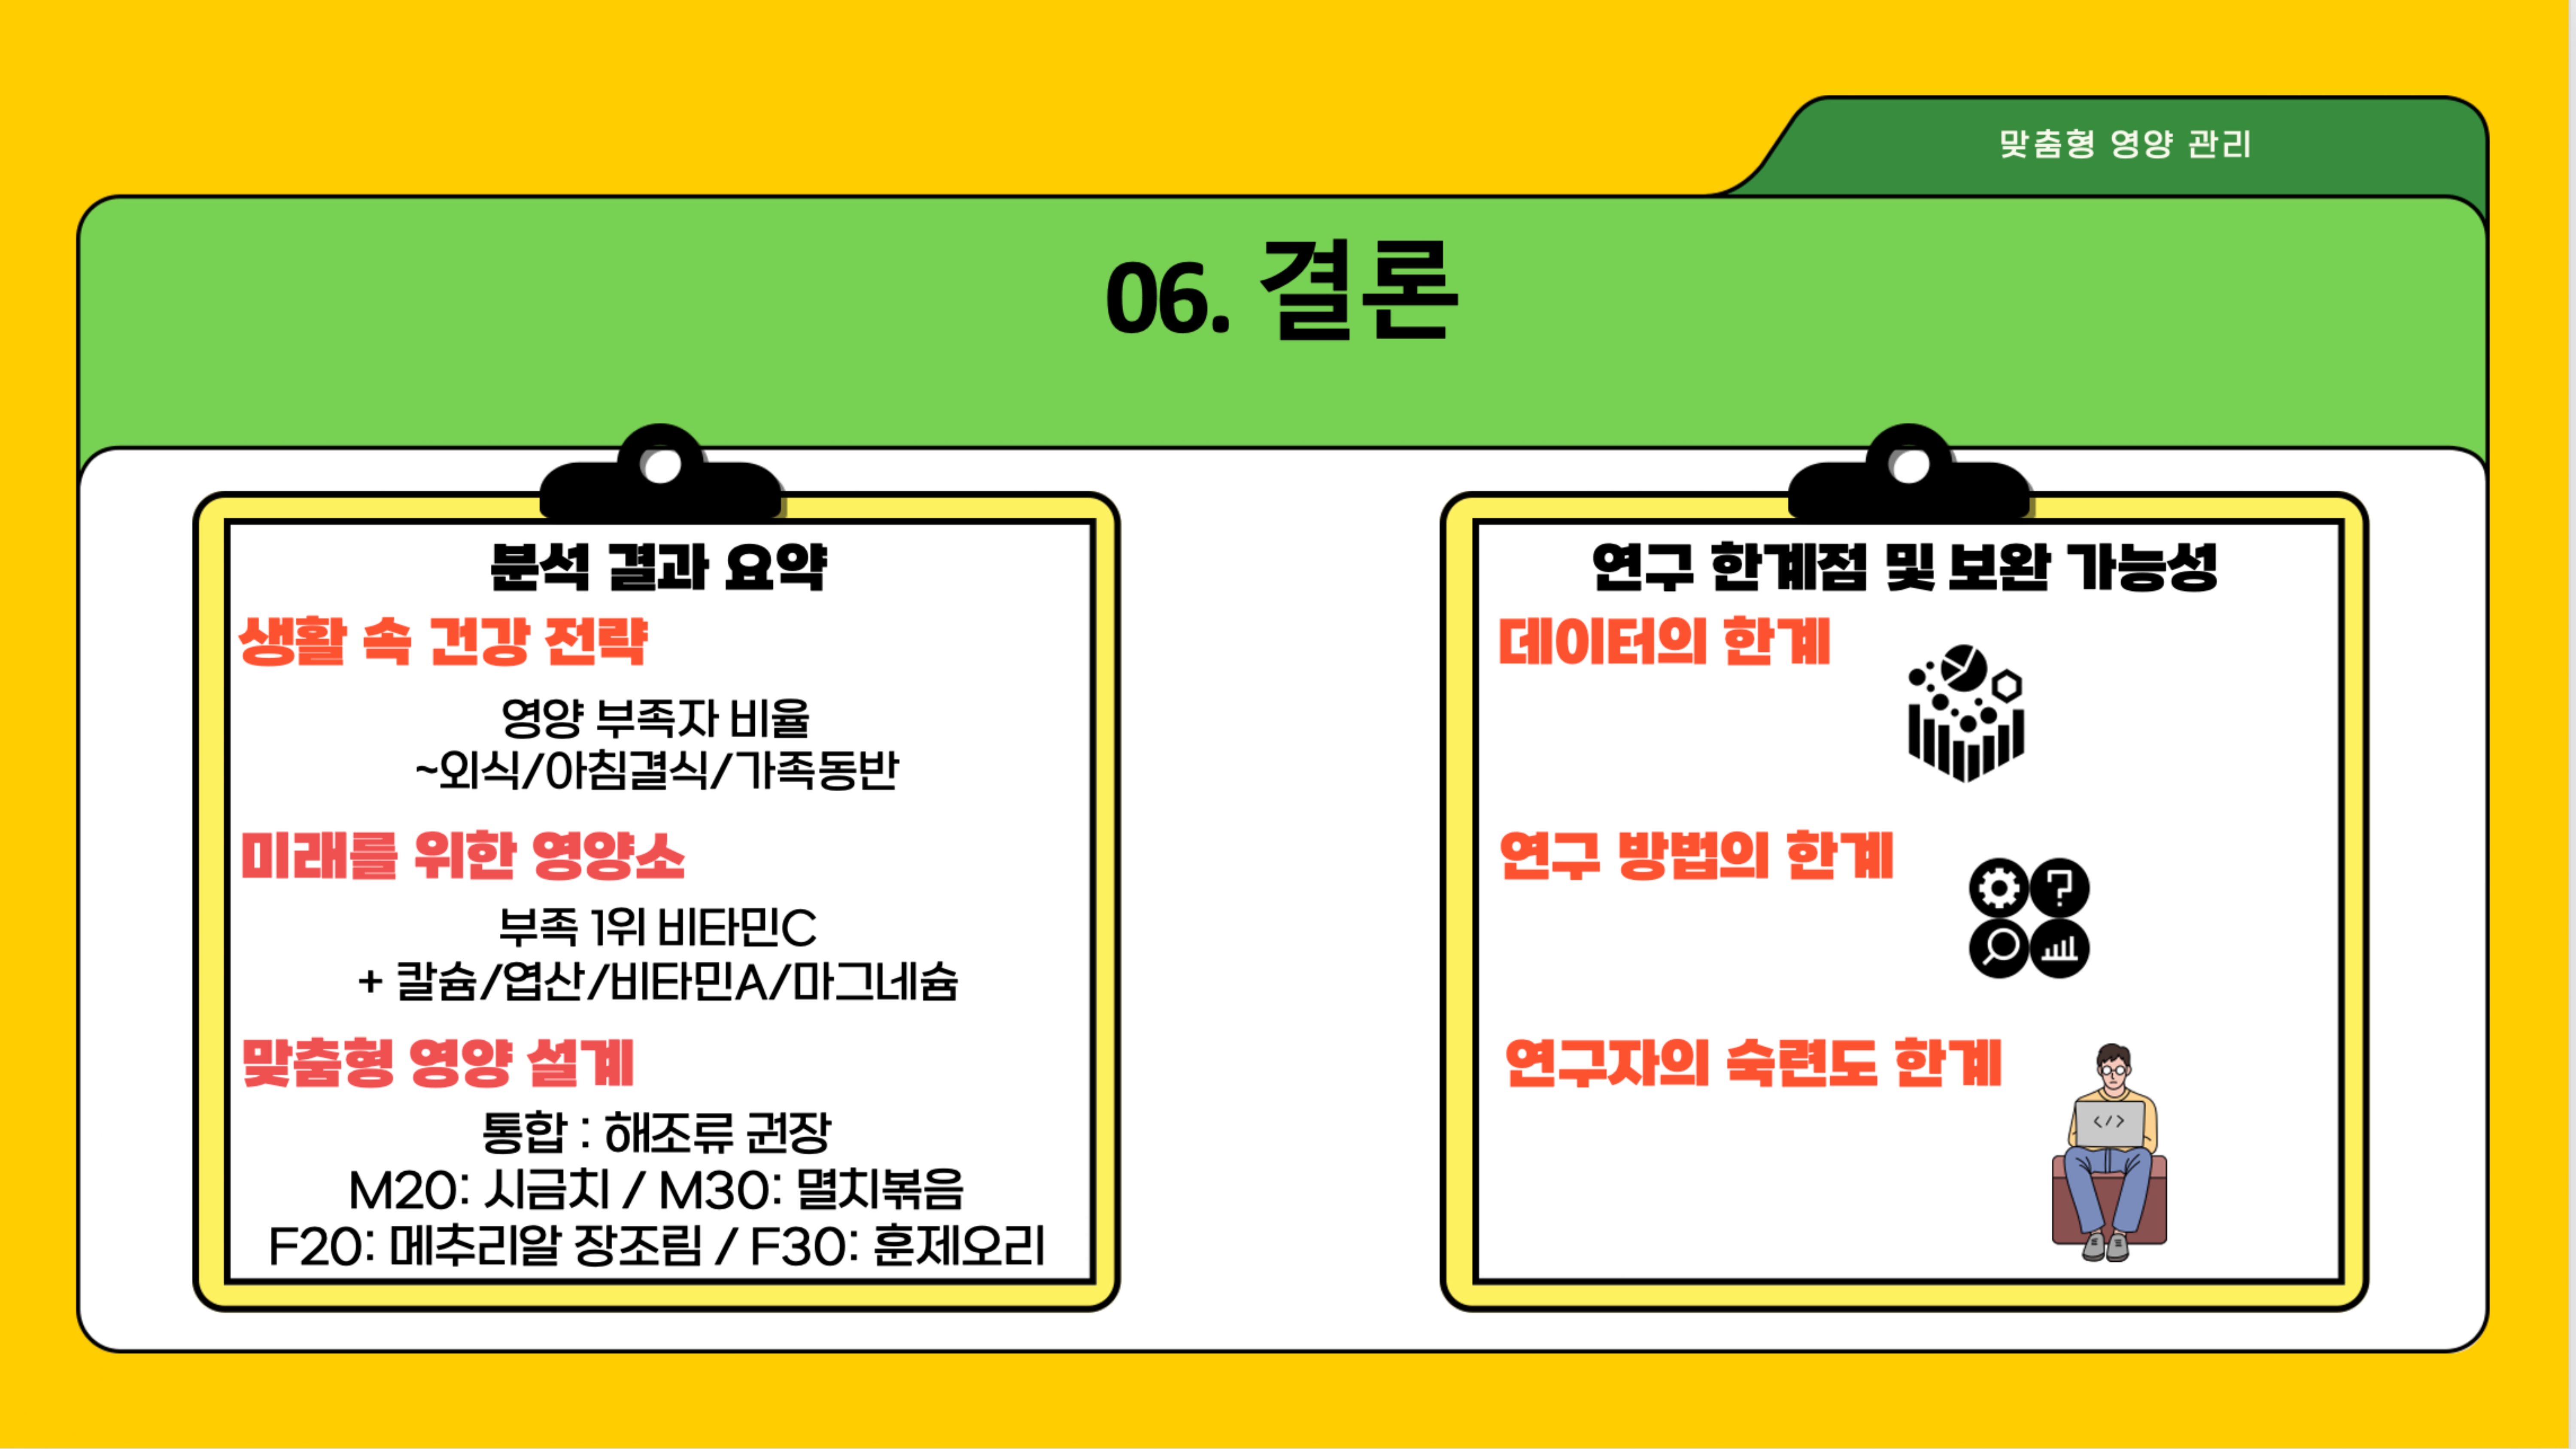 맞춤형 영양 관리
06. 결론
분석 결과 요약
생활 속 건강 전략
영양 부족자 비율
~외식/아침결식/가족동반
미래를 위한 영양소
부족 1위 비타민C
+ 칼슘/엽산/비타민A/마그네슘
맞춤형 영양 설계
통합 : 해조류 권장
M20: 시금치 / M30: 멸치볶음
F20: 메추리알 장조림 / F30: 훈제오리
연구 한계점 및 보완 가능성
데이터의 한계
연구 방법의 한계
?
연구자의 숙련도 한계
</>